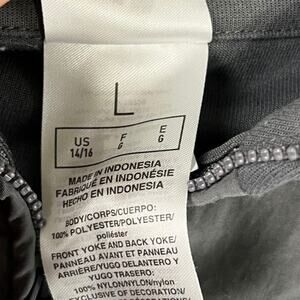 L
US F E
14/16 G G
MADE IN INDONESIA
FABRIQUÉ EN INDONÉSIE
HECHO EN INDONESIA
BODY/CORPS/CUERPO:
100% POLYESTER/POLYESTER/
poliéster
FRONT YOKE AND BACK YOKE/
PANNEAU AVANT ET PANNEAU
ARRIÈRE/YUGO DELANTERO Y
YUGO TRASERO:
100% NYLON/NYLON/NYLON
EXCLUSIVE OF DECORATION/